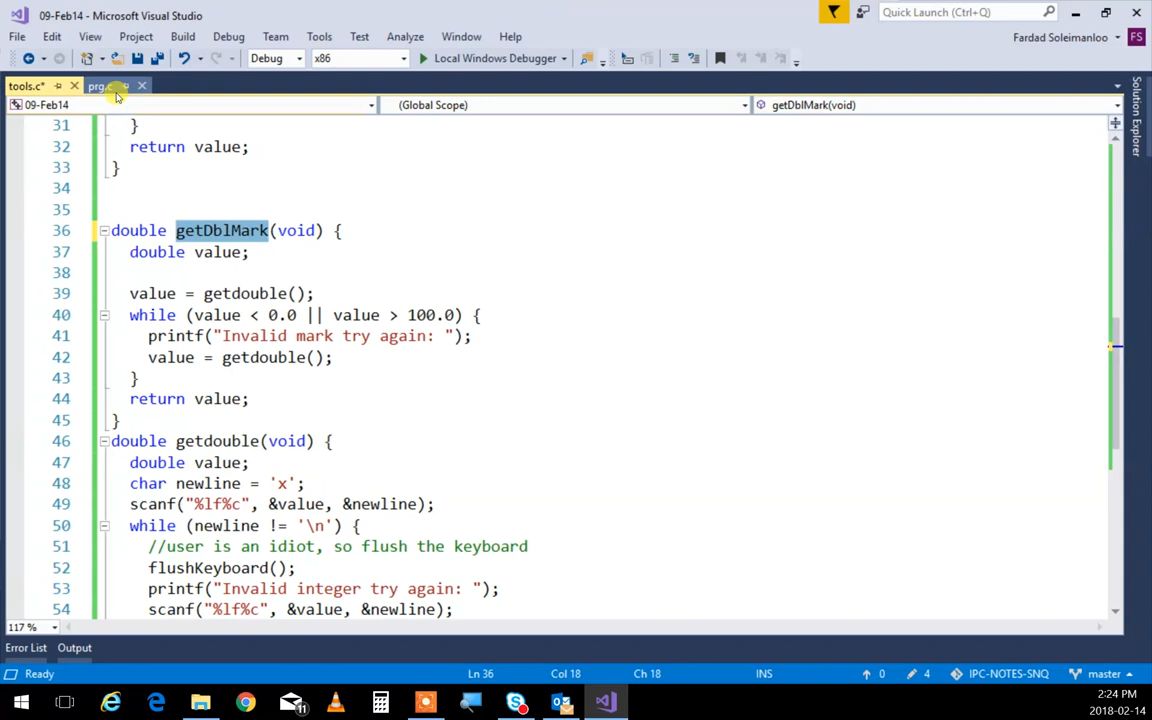 09-Feb14 - Microsoft Visual Studio
Quick Launch (Ctrl+Q)
File Edit View Project Build Debug Team Tools Test Analyze Window Help
Fardad Soleimanloo FS
Debug x86 Local Windows Debugger
tools.c* prg.c
09-Feb14 (Global Scope) getDblMark(void)
Solution Explorer
31 }
32 return value;
33 }
34
35
36 double getDblMark(void) {
37 double value;
38
39 value = getdouble();
40 while (value < 0.0 || value > 100.0) {
41 printf("Invalid mark try again: ");
42 value = getdouble();
43 }
44 return value;
45 }
46 double getdouble(void) {
47 double value;
48 char newline = 'x';
49 scanf("%lf%c", &value, &newline);
50 while (newline != '\n') {
51 //user is an idiot, so flush the keyboard
52 flushKeyboard();
53 printf("Invalid integer try again: ");
54 scanf("%lf%c", &value, &newline);
117 %
Error List Output
Ready Ln 36 Col 18 Ch 18 INS 0 4 IPC-NOTES-SNQ master
11
2:24 PM
2018-02-14